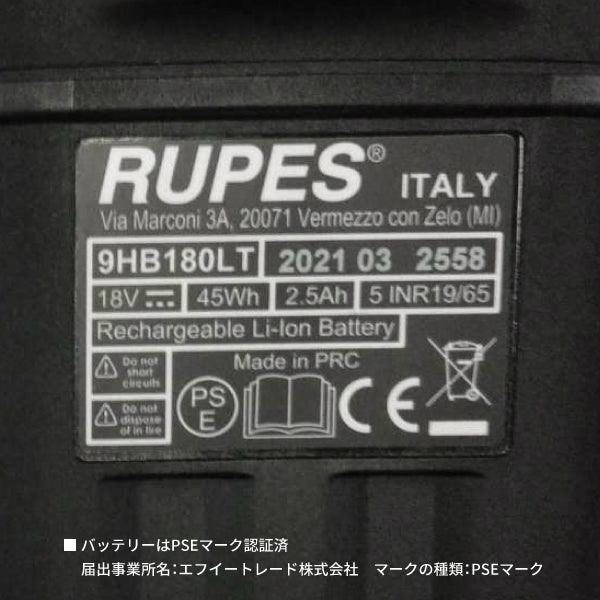 RUPES® ITALY
Via Marconi 3A, 20071 Vermezzo con Zelo (MI)
9HB180LT 2021 03 2558
18V 45Wh 2.5Ah 5 INR19/65
Rechargeable Li-Ion Battery
Made in PRC
Do not
short
circuits
Do not
dispose
of in fire
PS
E
CE
■ バッテリーはPSEマーク認証済
届出事業所名:エフイートレード株式会社 マークの種類:PSEマーク